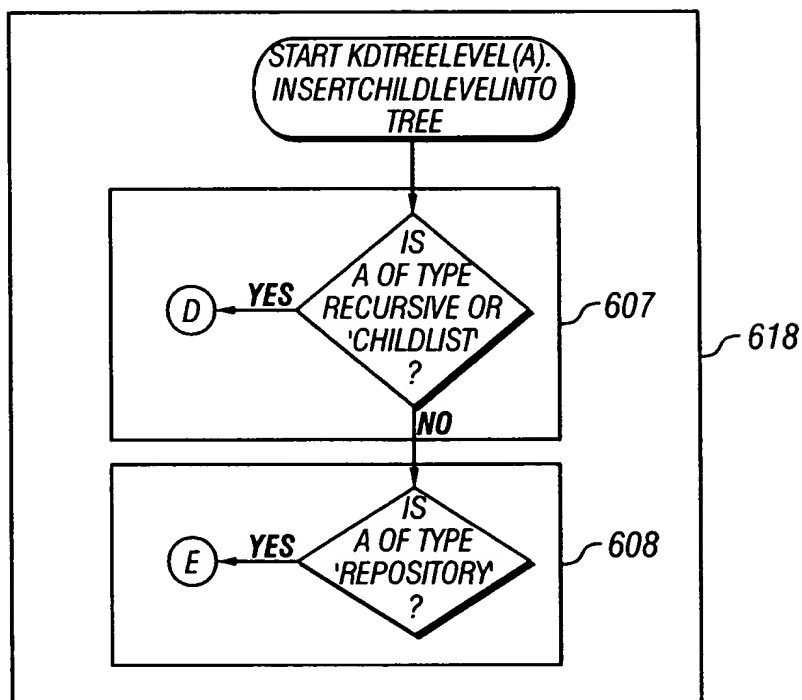 START KDTREELEVEL(A).
INSERTCHILDLEVELINTO
TREE
IS
A OF TYPE
RECURSIVE OR
'CHILDLIST'
?
YES
D
607
618
NO
IS
A OF TYPE
'REPOSITORY'
?
YES
E
608